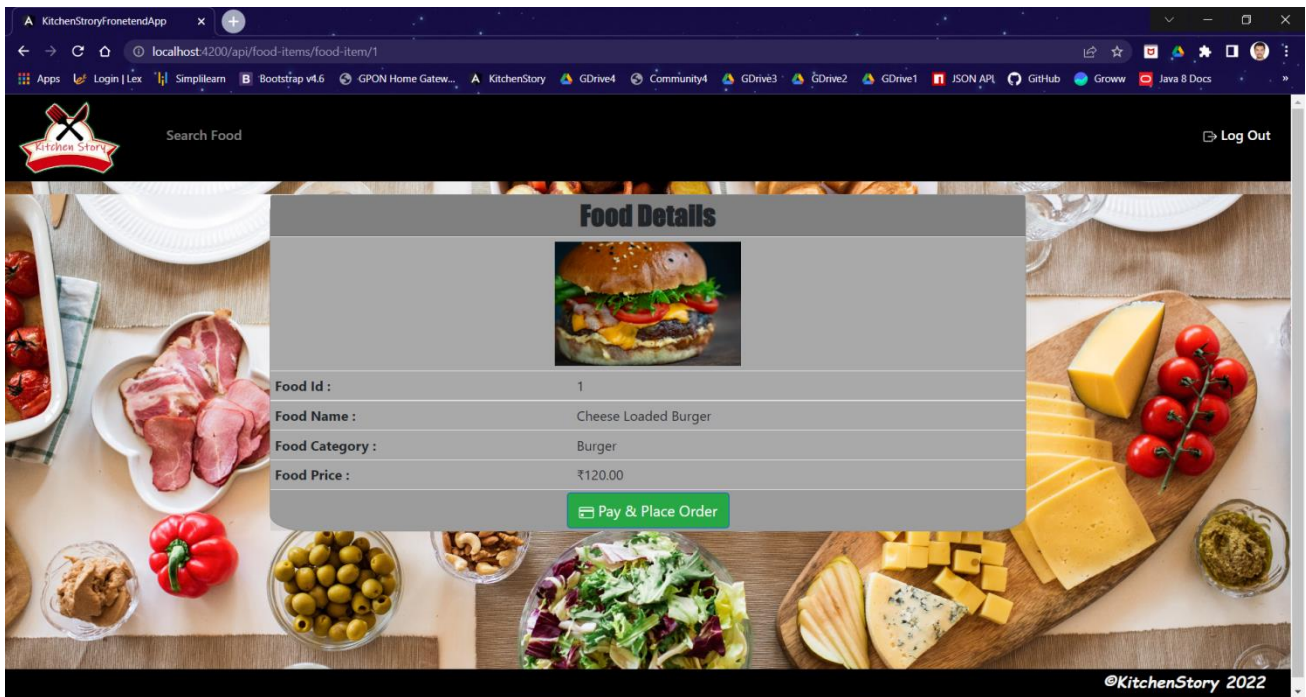 KitchenStroryFronetendApp
localhost:4200/api/food-items/food-item/1
Apps Login | Lex Simplilearn Bootstrap v4.6 GPON Home Gatew... KitchenStory GDrive4 Community4 GDrive3 GDrive2 GDrive1 JSON API, GitHub Groww Java 8 Docs »
Kitchen Story
Search Food
Log Out
Food Details
Food Id : 1
Food Name : Cheese Loaded Burger
Food Category : Burger
Food Price : ₹120.00
Pay & Place Order
©KitchenStory 2022